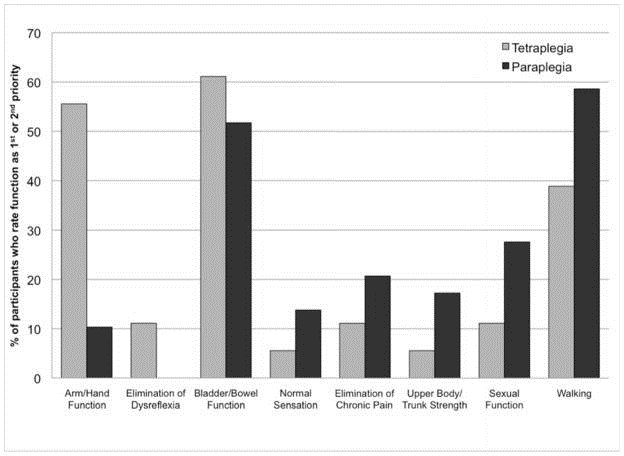 % of participants who rate function as 1st or 2nd priority
70
60
50
40
30
20
10
0
Tetraplegia
Paraplegia
Arm/Hand
Function
Elimination of
Dysreflexia
Bladder/Bowel
Function
Normal
Sensation
Elimination of
Chronic Pain
Upper Body/
Trunk Strength
Sexual
Function
Walking